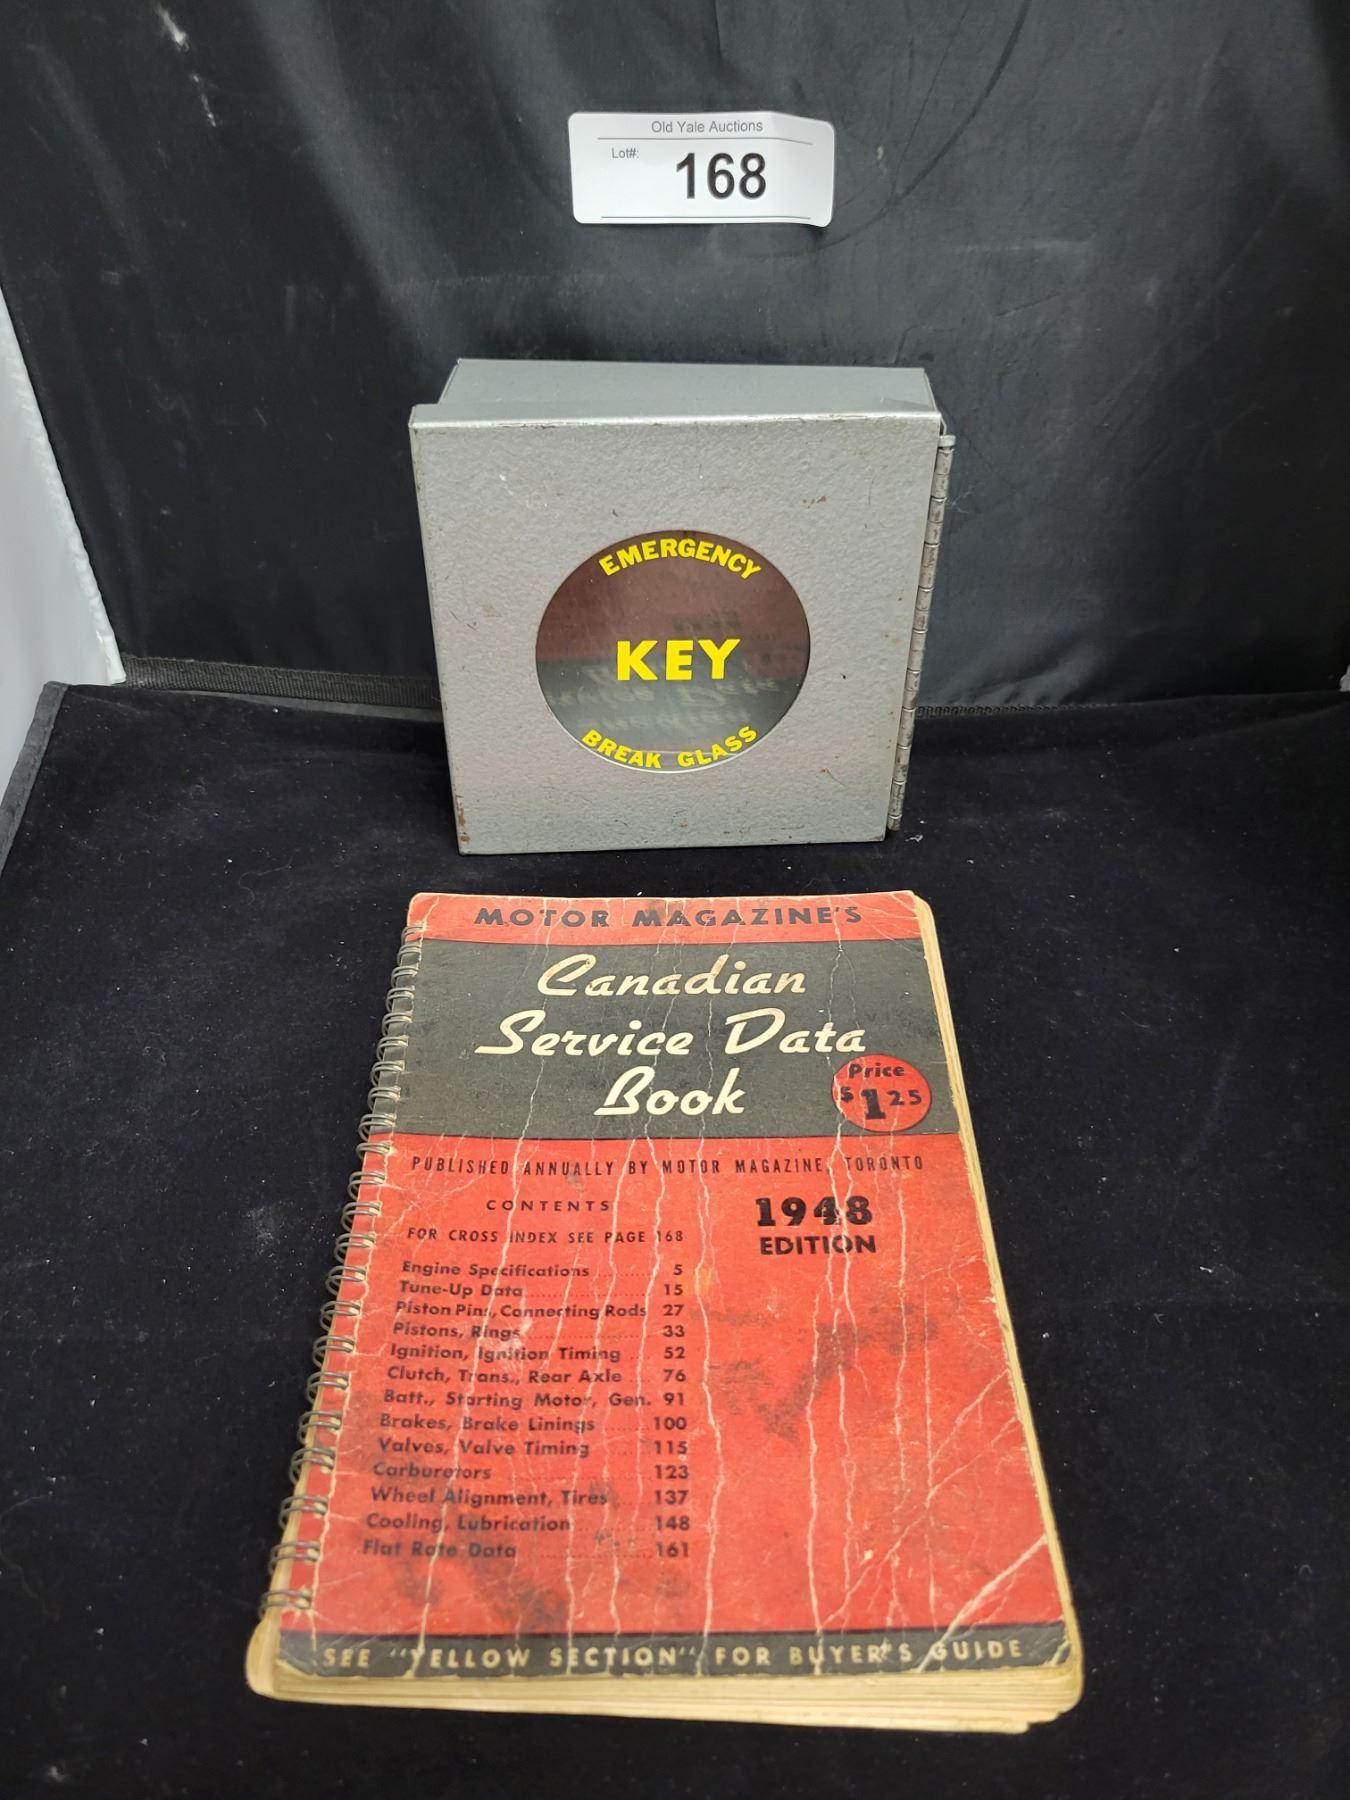 Old Yale Auctions
Lot#: 168
EMERGENCY
KEY
BREAK GLASS
MOTOR MAGAZINE'S
Canadian
Service Data
Book
Price
$1.25
PUBLISHED ANNUALLY BY MOTOR MAGAZINE, TORONTO
CONTENTS
FOR CROSS INDEX SEE PAGE 168
1948
EDITION
Engine Specifications 5
Tune-Up Data 15
Piston Pins, Connecting Rods 27
Pistons, Rings 33
Ignition, Ignition Timing 52
Clutch, Trans., Rear Axle 76
Batt., Starting Motor, Gen. 91
Brakes, Brake Linings 100
Valves, Valve Timing 115
Carburetors 123
Wheel Alignment, Tires 137
Cooling, Lubrication 148
Flat Rate Data 161
SEE "YELLOW SECTION" FOR BUYER'S GUIDE